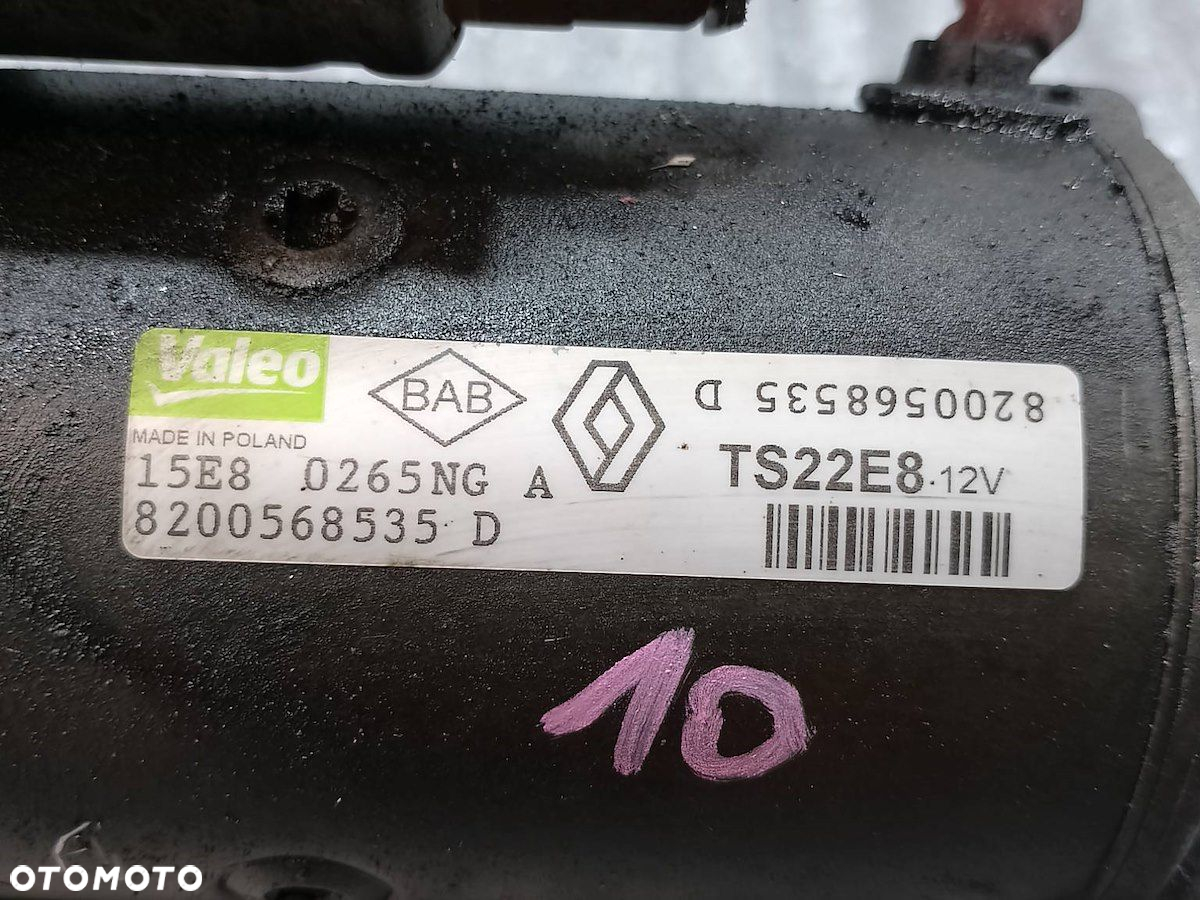 Valeo
BAB
8200568535 D
MADE IN POLAND
15E8 0265NG A
TS22E8.12V
8200568535 D
10
OTOMOTO